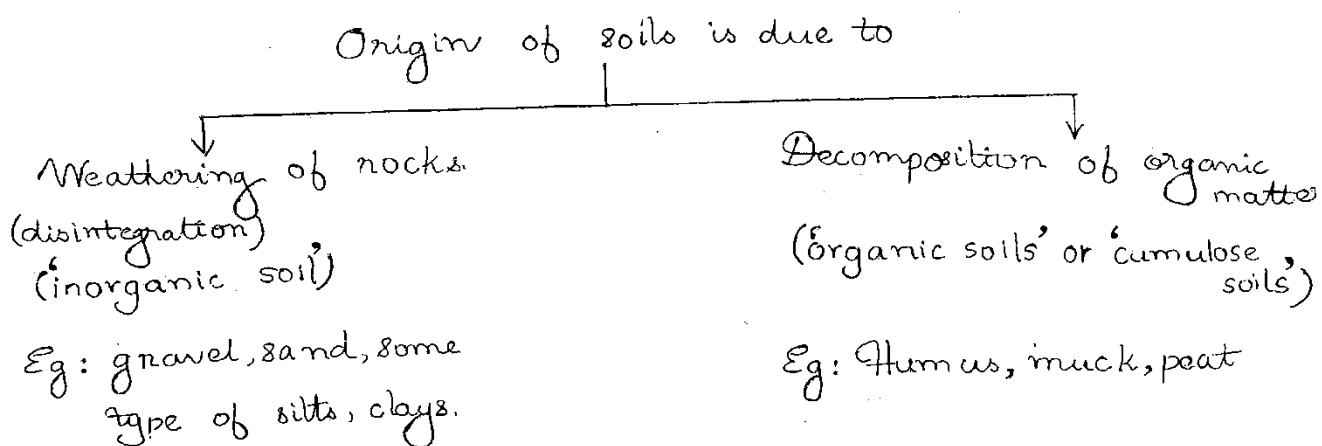 Origin of soils is due to
Weathering of rocks.
(disintegration)
('inorganic soil')
Eg: gravel, sand, some
type of silts, clays.
Decomposition of organic
matte
('organic soils' or 'cumulose
soils')
Eg: Humus, muck, peat